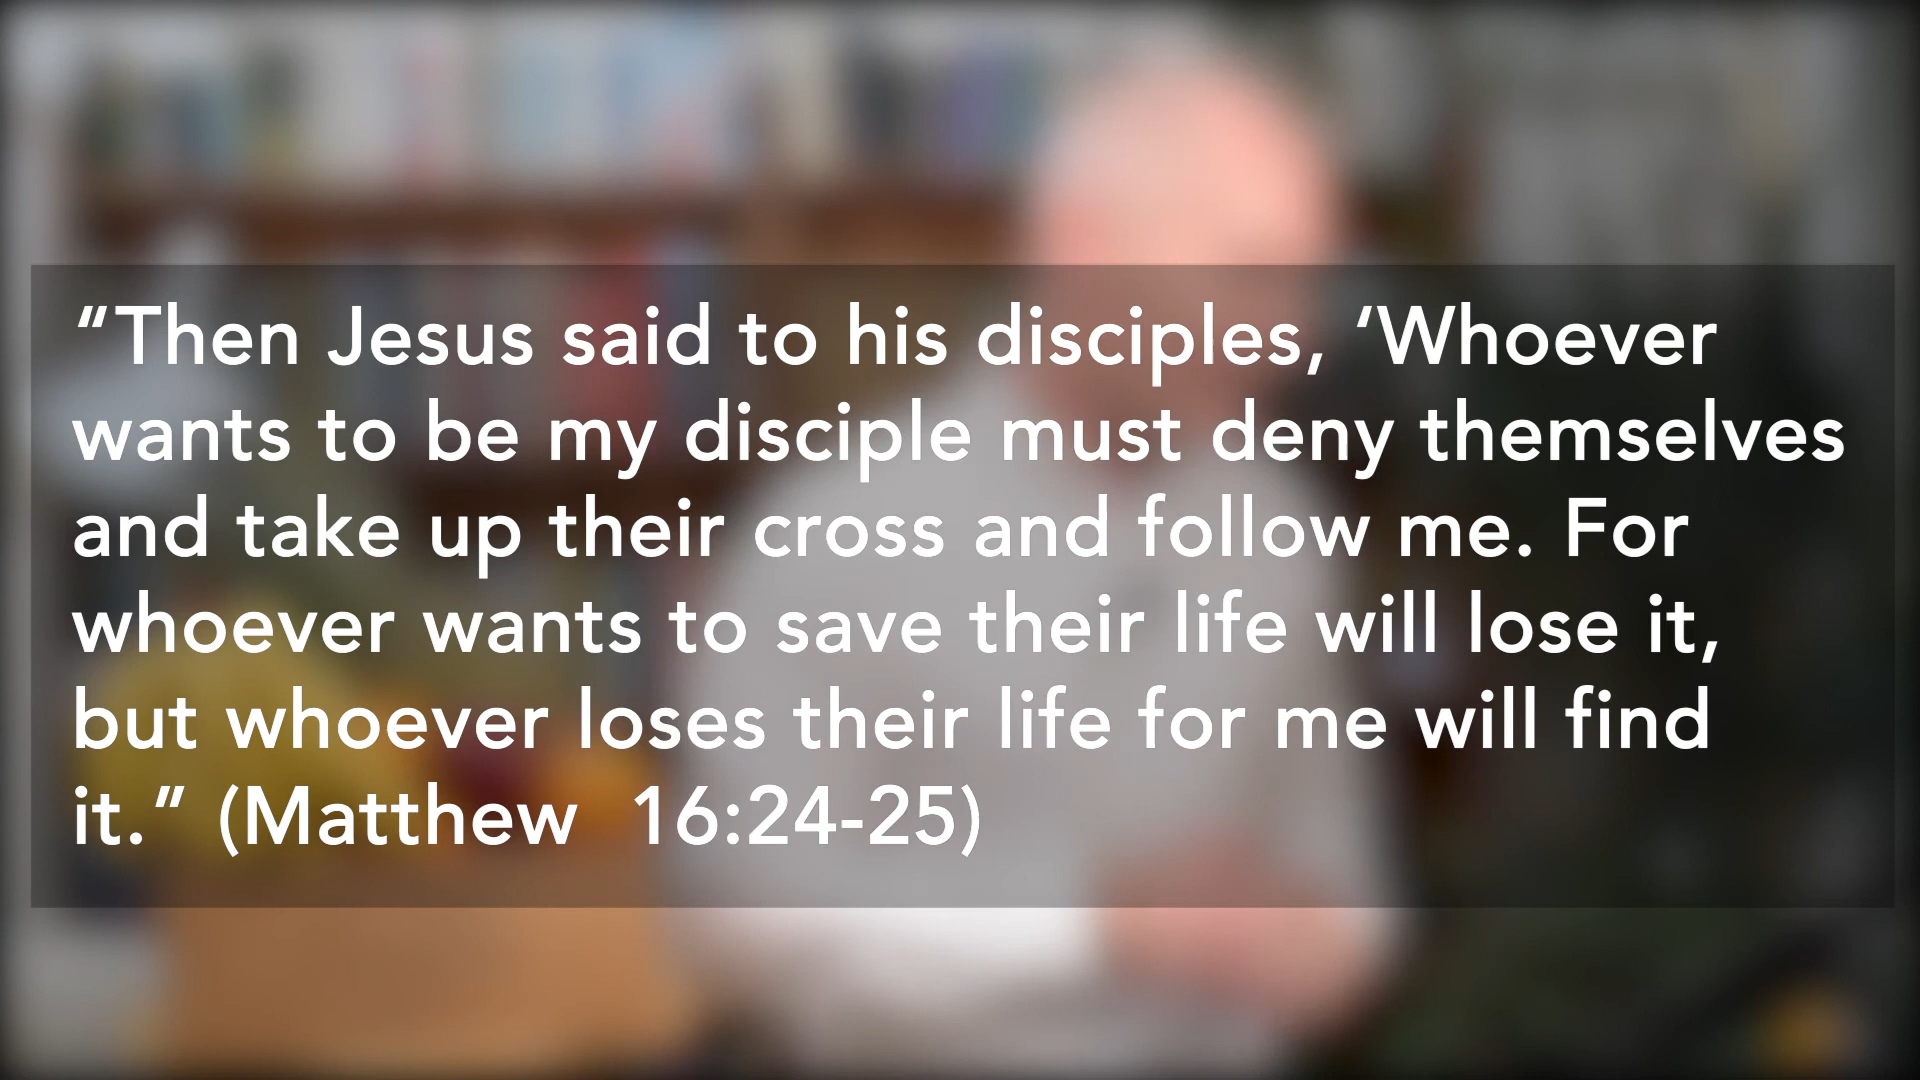 “Then Jesus said to his disciples, ‘Whoever
wants to be my disciple must deny themselves
and take up their cross and follow me. For
whoever wants to save their life will lose it,
but whoever loses their life for me will find
it.” (Matthew  16:24-25)